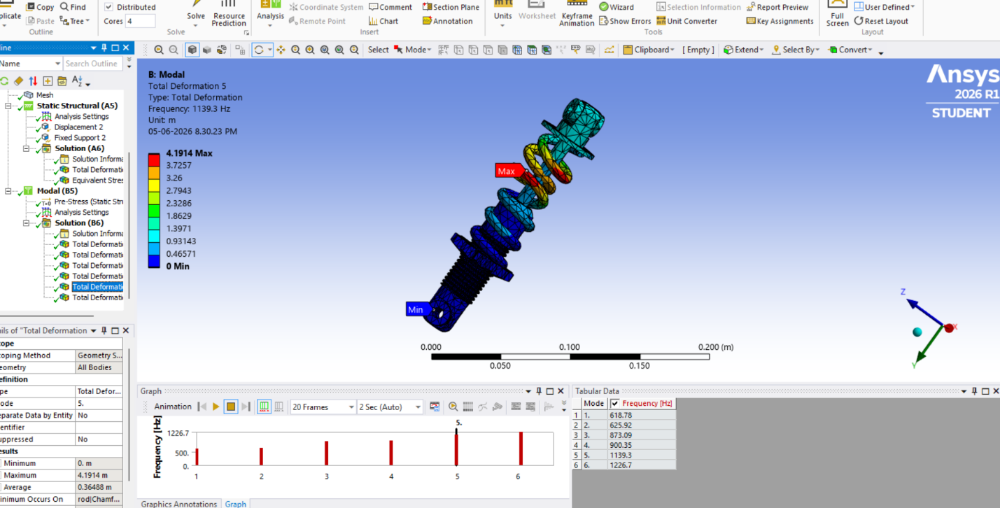 Copy Find
Distributed
plicate
Paste Tree
Cores 4
Outline
Solve
Resource
Prediction
Solve
Analysis
Coordinate System
Remote Point
Comment
Chart
Section Plane
Annotation
Insert
Units
Worksheet
Keyframe
Animation
Wizard
Show Errors
Selection Information
Unit Converter
Report Preview
Key Assignments
Tools
Full
Screen
User Defined
Reset Layout
Layout
line
Name
Search Outline
Select
Mode
Clipboard
[ Empty ]
Extend
Select By
Convert
Mesh
Static Structural (A5)
Analysis Settings
Displacement 2
Fixed Support 2
Solution (A6)
Solution Informa
Total Deformati
Equivalent Stres
Modal (B5)
Pre-Stress (Static Stru
Analysis Settings
Solution (B6)
Solution Informa
Total Deformati
Total Deformati
Total Deformati
Total Deformati
Total Deformati
Total Deformati
B: Modal
Total Deformation 5
Type: Total Deformation
Frequency: 1139.3 Hz
Unit: m
05-06-2026 8.30.23 PM
4.1914 Max
3.7257
3.26
2.7943
2.3286
1.8629
1.3971
0.93143
0.46571
0 Min
Max
Min
Ansys
2026 R1
STUDENT
Z
X
Y
0.000 0.100 0.200 (m)
0.050 0.150
ils of "Total Deformation
cope
coping Method Geometry S...
eometry All Bodies
efinition
pe Total Defor...
ode 5.
eparate Data by Entity No
entifier
uppressed No
esults
Minimum 0. m
Maximum 4.1914 m
Average 0.36488 m
inimum Occurs On rod|Chamf...
Graph
Animation
20 Frames
2 Sec (Auto)
Frequency [Hz]
1226.7
500.
0.
5.
1 2 3 4 5 6
Graphics Annotations Graph
Tabular Data
Mode Frequency [Hz]
1 1. 618.78
2 2. 625.92
3 3. 873.09
4 4. 900.35
5 5. 1139.3
6 6. 1226.7